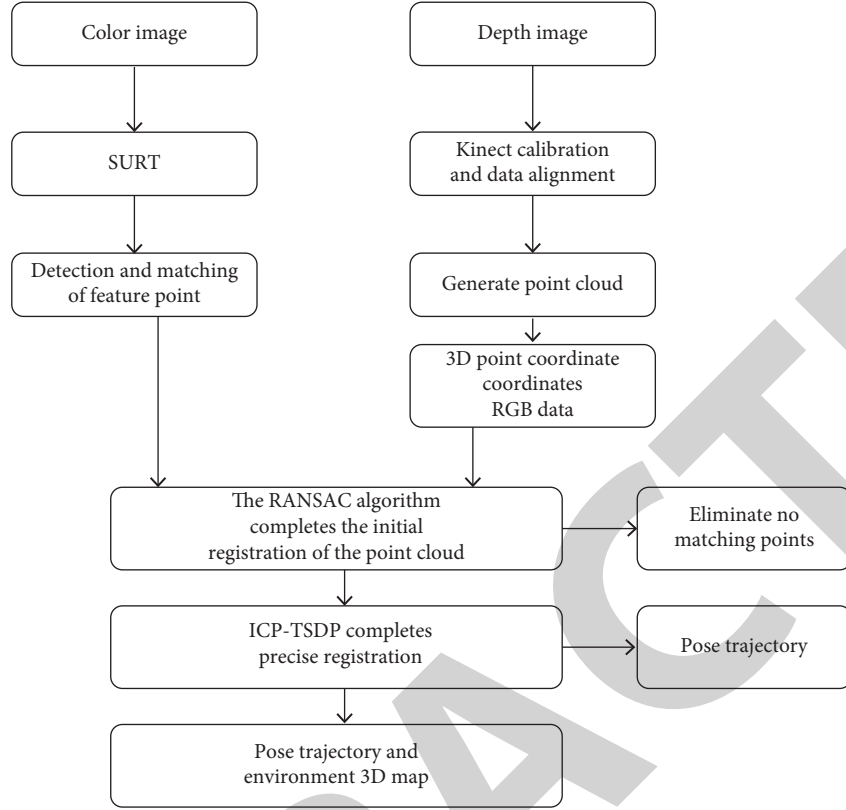 Color image
Depth image
SURT
Kinect calibration
and data alignment
Detection and matching
of feature point
Generate point cloud
3D point coordinate
coordinates
RGB data
The RANSAC algorithm
completes the initial
registration of the point cloud
Eliminate no
matching points
ICP-TSDP completes
precise registration
Pose trajectory
Pose trajectory and
environment 3D map